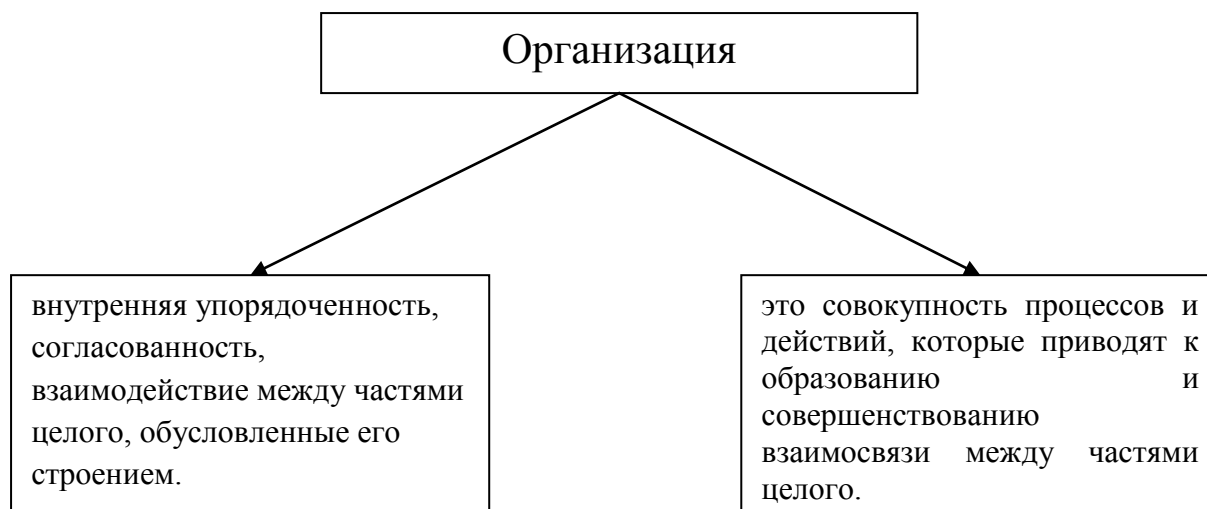 Организация
внутренняя упорядоченность,
согласованность,
взаимодействие между частями
целого, обусловленные его
строением.
это совокупность процессов и
действий, которые приводят к
образованию и
совершенствованию
взаимосвязи между частями
целого.